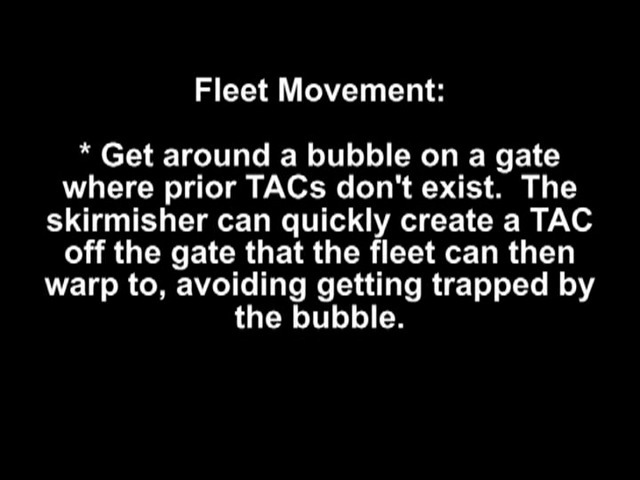 Fleet Movement:
* Get around a bubble on a gate
where prior TACs don't exist.  The
skirmisher can quickly create a TAC
off the gate that the fleet can then
warp to, avoiding getting trapped by
the bubble.